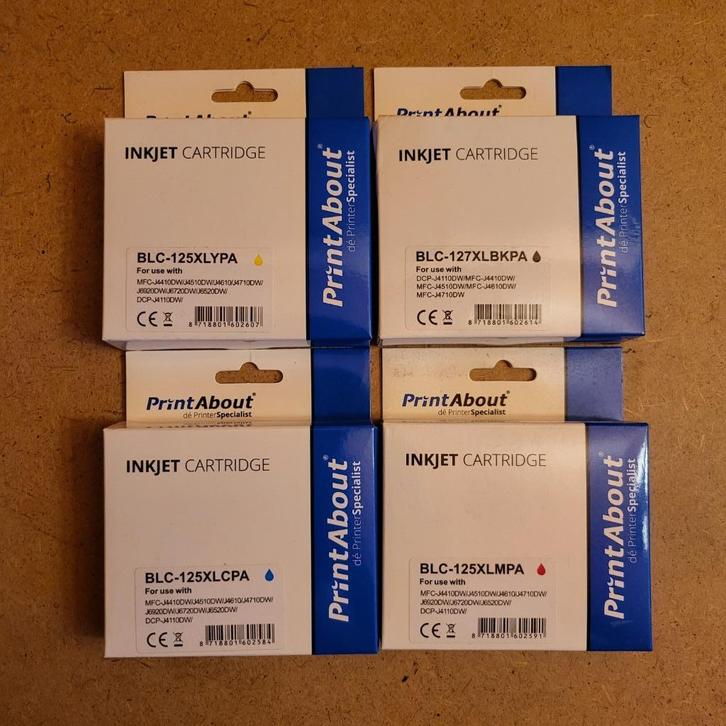 PrintAbout
INKJET CARTRIDGE
BLC-125XLYPA
For use with
MFC-J4410DW/J4510DW/J4610/J4710DW/
J6920DW/J6720DW/J6520DW/
DCP-J4110DW/
CE
8 718801 602607
PrintAbout®
dé PrinterSpecialist
PrintAbout®
INKJET CARTRIDGE
BLC-127XLBKPA
For use with
DCP-J4110DW/MFC-J4410DW/
MFC-J4510DW/MFC-J4610DW/
MFC-J4710DW
CE
8 718801 602614
PrintAbout®
dé PrinterSpecialist
PrintAbout®
dé PrinterSpecialist
INKJET CARTRIDGE
BLC-125XLCPA
For use with
MFC-J4410DW/J4510DW/J4610/J4710DW/
J6920DW/J6720DW/J6520DW/
DCP-J4110DW/
CE
8 718801 602584
PrintAbout®
dé PrinterSpecialist
PrintAbout®
dé PrinterSpecialist
INKJET CARTRIDGE
BLC-125XLMPA
For use with
MFC-J4410DW/J4510DW/J4610/J4710DW/
J6920DW/J6720DW/J6520DW/
DCP-J4110DW/
CE
8 718801 602591
PrintAbout®
dé PrinterSpecialist